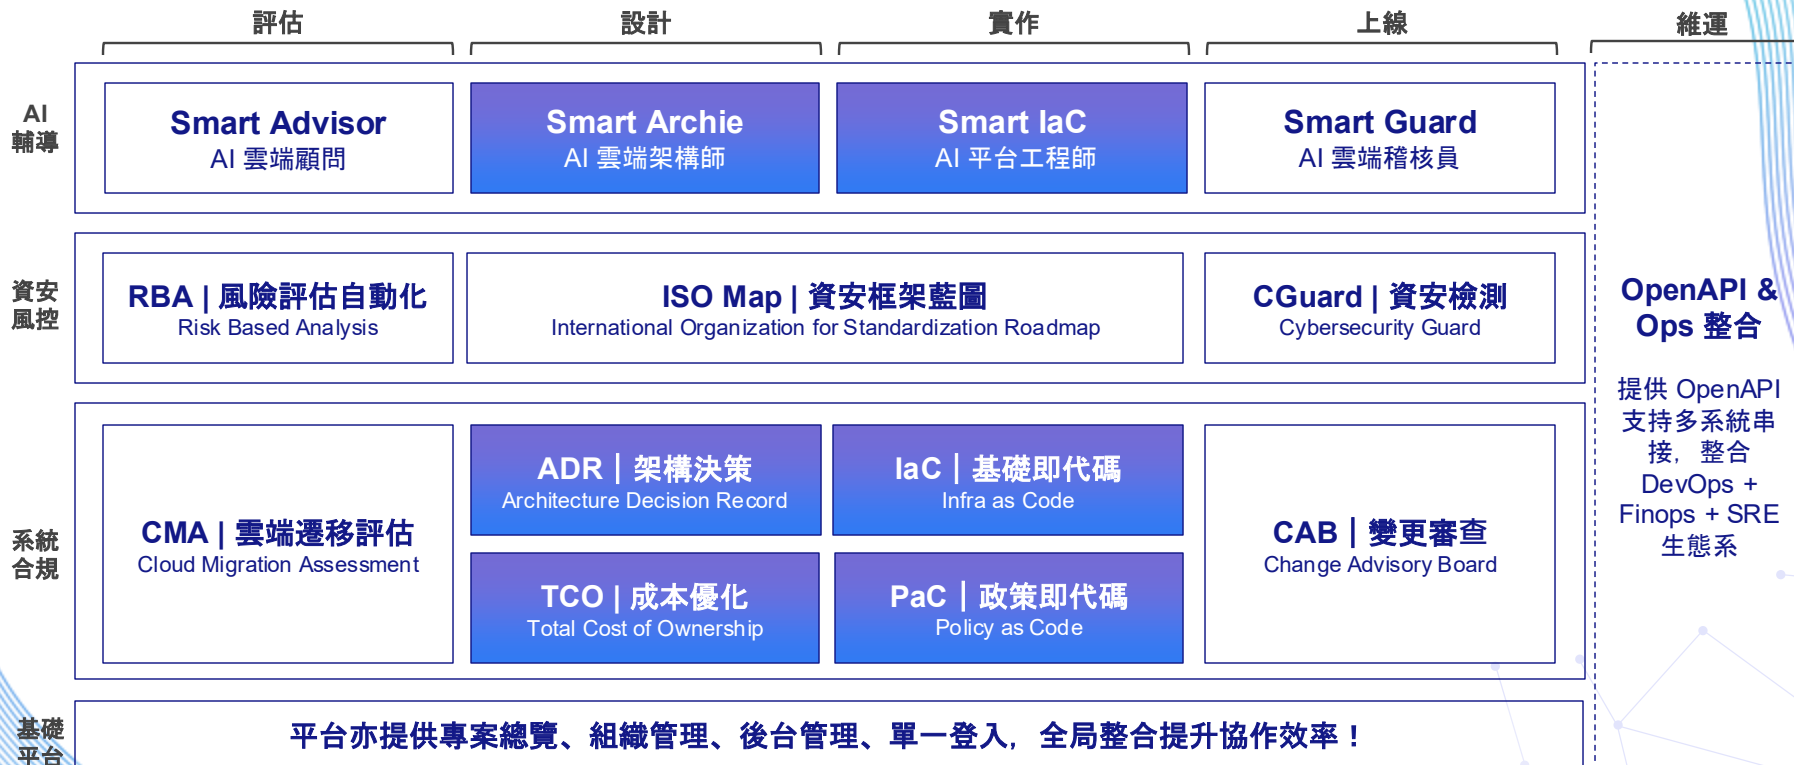 評估
設計
實作
上線
維運
AI
輔導
Smart Advisor
AI 雲端顧問
Smart Archie
AI 雲端架構師
Smart IaC
AI 平台工程師
Smart Guard
AI 雲端稽核員
資安
風控
RBA | 風險評估自動化
Risk Based Analysis
ISO Map | 資安框架藍圖
International Organization for Standardization Roadmap
CGuard | 資安檢測
Cybersecurity Guard
系統
合規
CMA | 雲端遷移評估
Cloud Migration Assessment
ADR｜架構決策
Architecture Decision Record
IaC｜基礎即代碼
Infra as Code
TCO | 成本優化
Total Cost of Ownership
PaC｜政策即代碼
Policy as Code
CAB｜變更審查
Change Advisory Board
OpenAPI &
Ops 整合
提供 OpenAPI
支持多系統串
接，整合
DevOps +
Finops + SRE
生態系
基礎
平台
平台亦提供專案總覽、組織管理、後台管理、單一登入，全局整合提升協作效率！